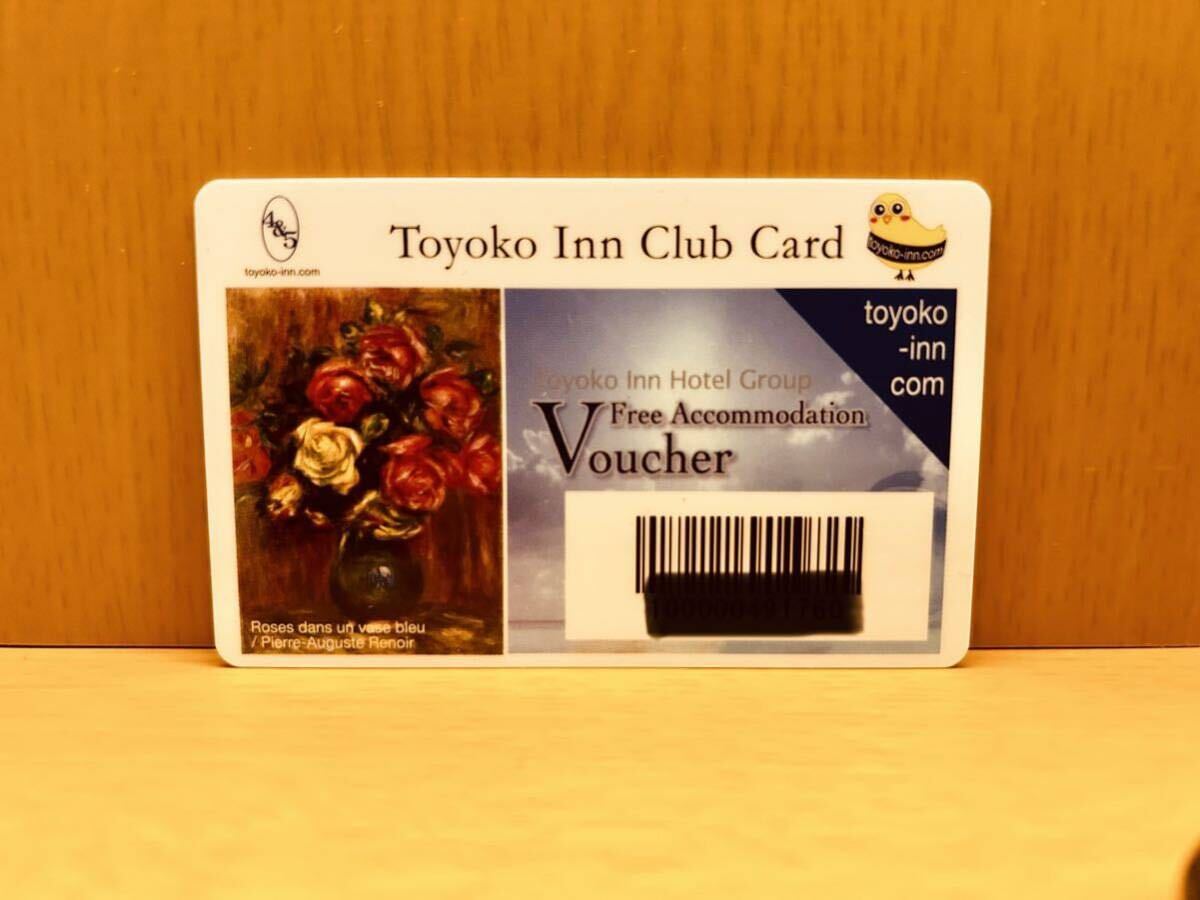 A&5
toyoko-inn.com
Toyoko Inn Club Card
toyoko-inn.com
toyoko
-inn
com
Toyoko Inn Hotel Group
Free Accommodation
Voucher
Roses dans un vase bleu
/ Pierre-Auguste Renoir